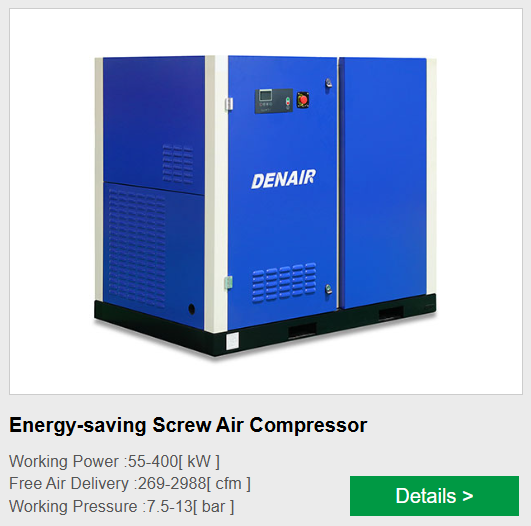 DENAIR
Energy-saving Screw Air Compressor
Working Power :55-400[ kW ]
Free Air Delivery :269-2988[ cfm ]
Working Pressure :7.5-13[ bar ]
Details >